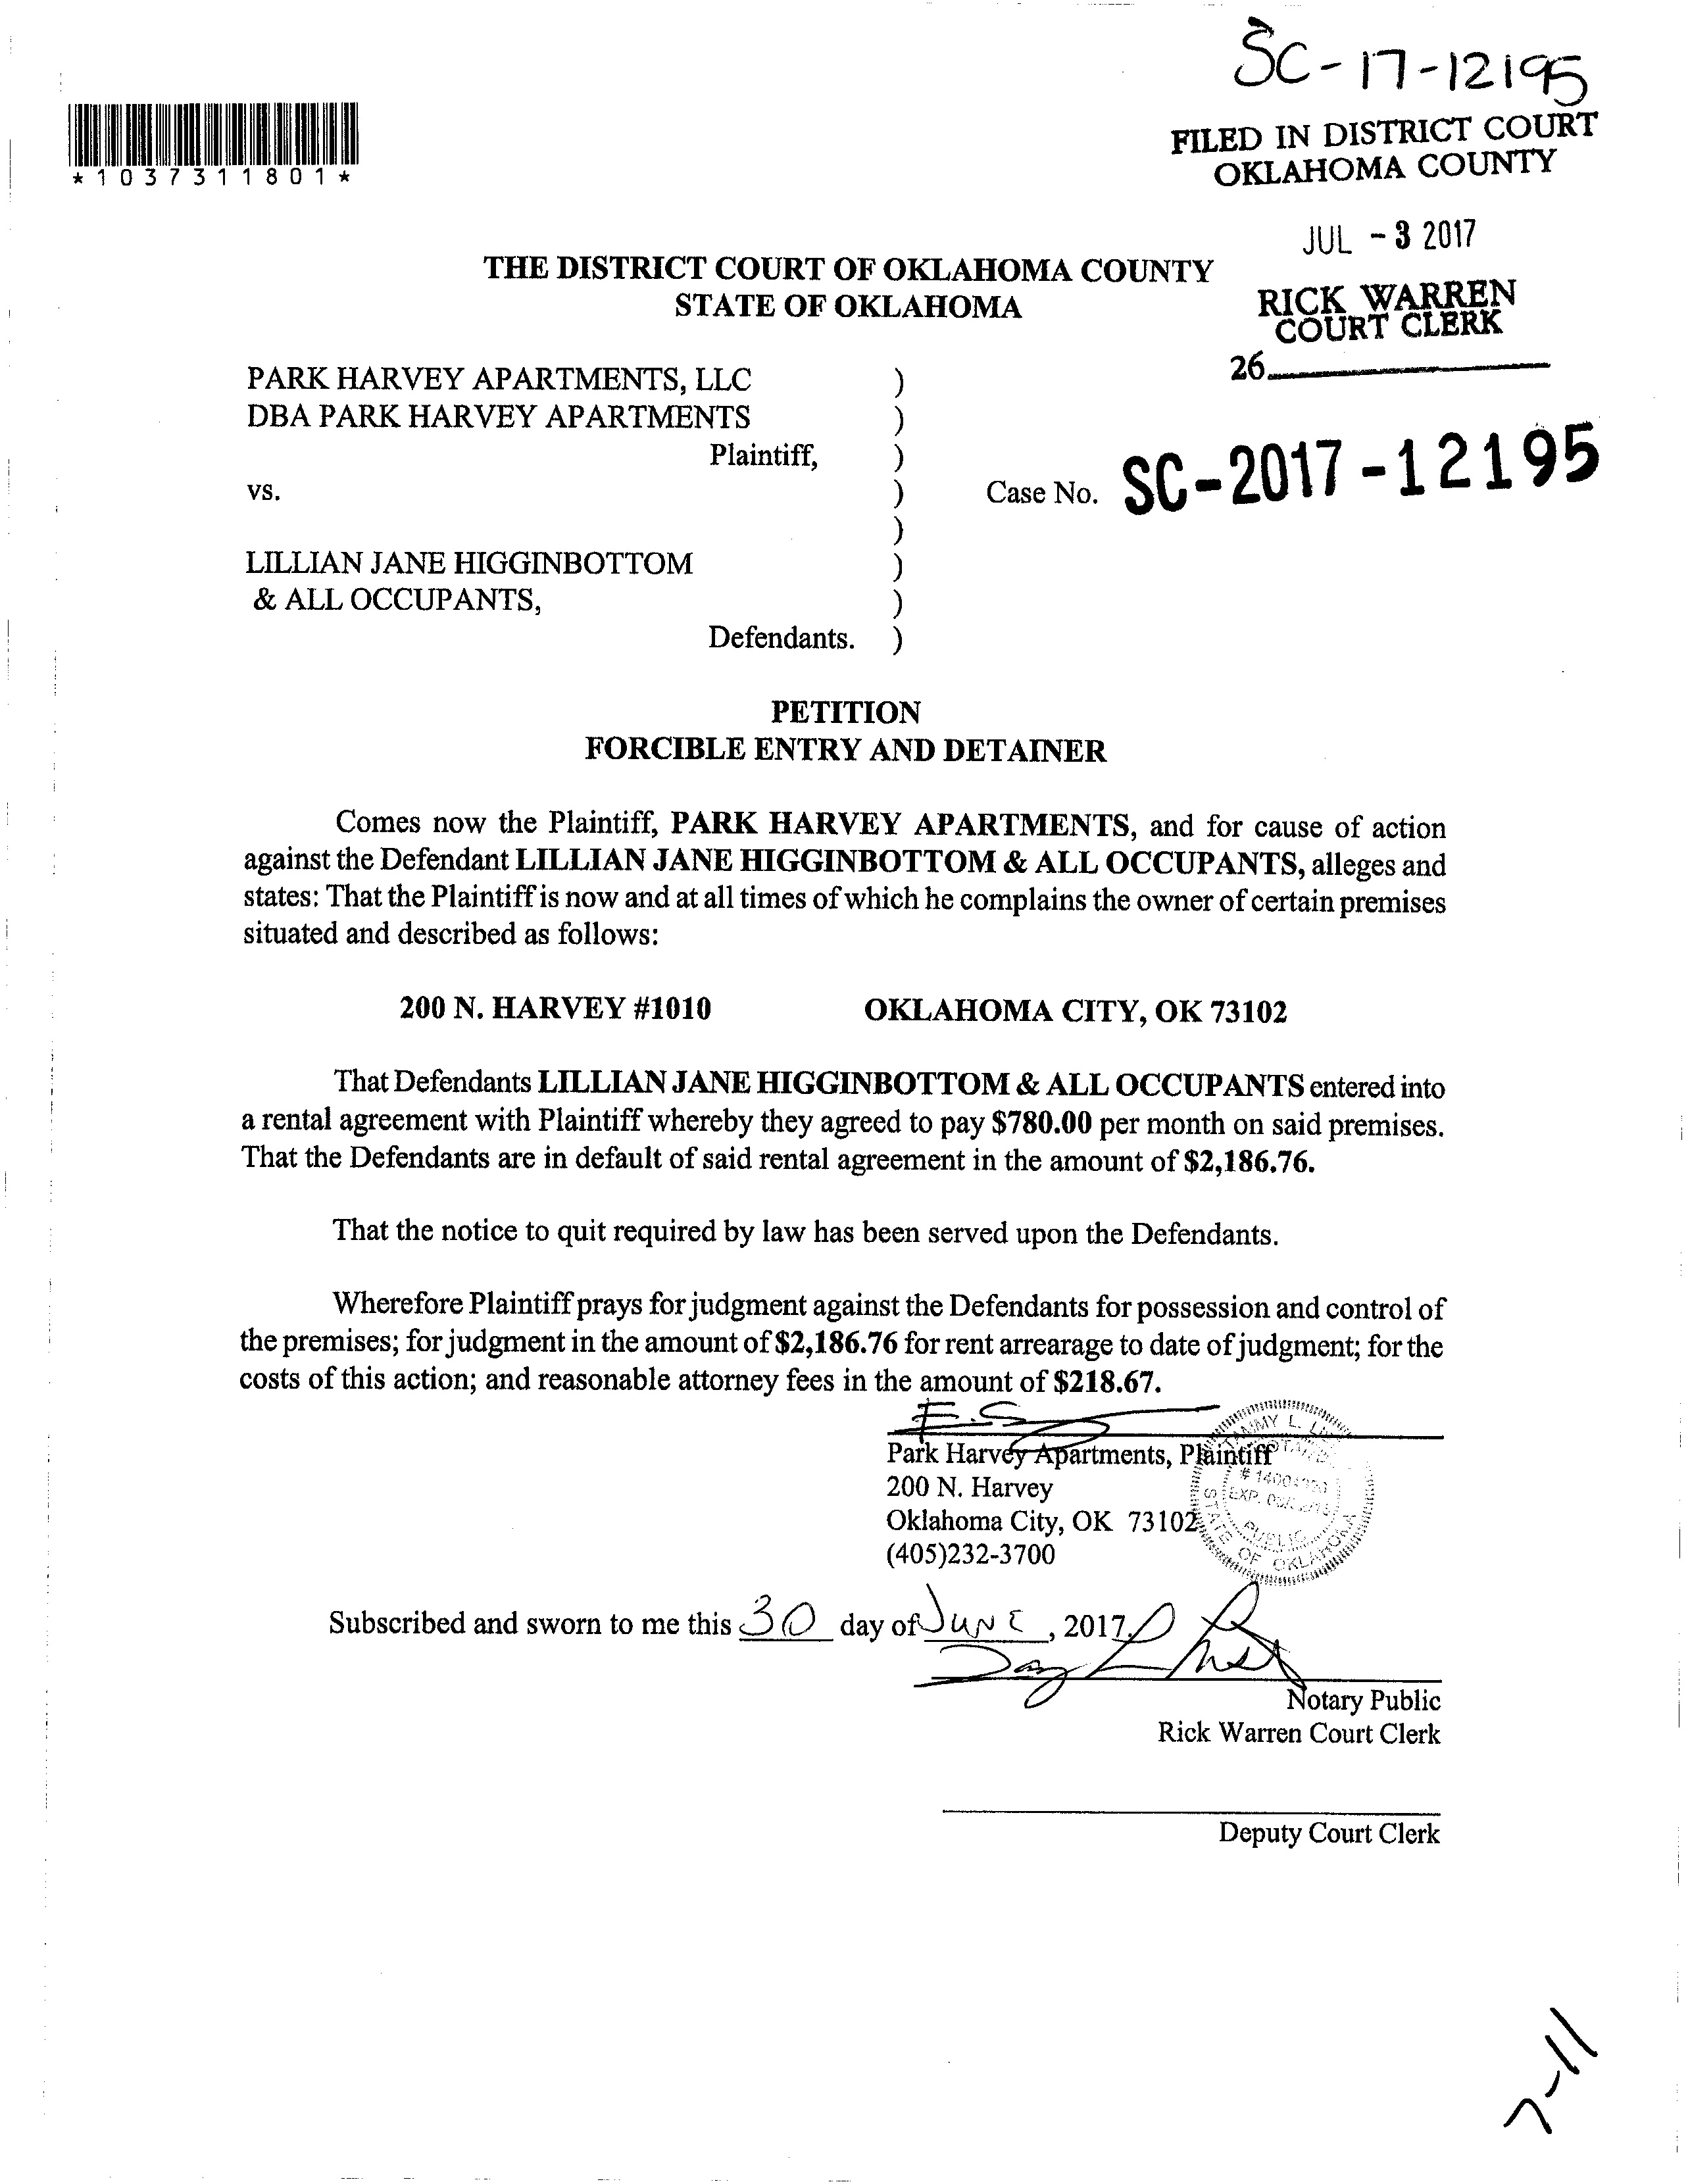 SC-17-12195
FILED IN DISTRICT COURT
OKLAHOMA COUNTY
*1037311801*
JUL -3 2017
THE DISTRICT COURT OF OKLAHOMA COUNTY
STATE OF OKLAHOMA
RICK WARREN
COURT CLERK
26
PARK HARVEY APARTMENTS, LLC )
DBA PARK HARVEY APARTMENTS )
Plaintiff, )
vs. ) Case No. SC-2017-12195
)
LILLIAN JANE HIGGINBOTTOM )
& ALL OCCUPANTS, )
Defendants. )
PETITION
FORCIBLE ENTRY AND DETAINER
Comes now the Plaintiff, PARK HARVEY APARTMENTS, and for cause of action
against the Defendant LILLIAN JANE HIGGINBOTTOM & ALL OCCUPANTS, alleges and
states: That the Plaintiff is now and at all times of which he complains the owner of certain premises
situated and described as follows:
200 N. HARVEY #1010 OKLAHOMA CITY, OK 73102
That Defendants LILLIAN JANE HIGGINBOTTOM & ALL OCCUPANTS entered into
a rental agreement with Plaintiff whereby they agreed to pay $780.00 per month on said premises.
That the Defendants are in default of said rental agreement in the amount of $2,186.76.
That the notice to quit required by law has been served upon the Defendants.
Wherefore Plaintiff prays for judgment against the Defendants for possession and control of
the premises; for judgment in the amount of $2,186.76 for rent arrearage to date of judgment; for the
costs of this action; and reasonable attorney fees in the amount of $218.67.
Park Harvey Apartments, Plaintiff
200 N. Harvey
Oklahoma City, OK 73102
(405)232-3700
STATE OF OKLAHOMA
PUBLIC
Subscribed and sworn to me this 30 day of June, 2017.
Notary Public
Rick Warren Court Clerk
Deputy Court Clerk
7-11